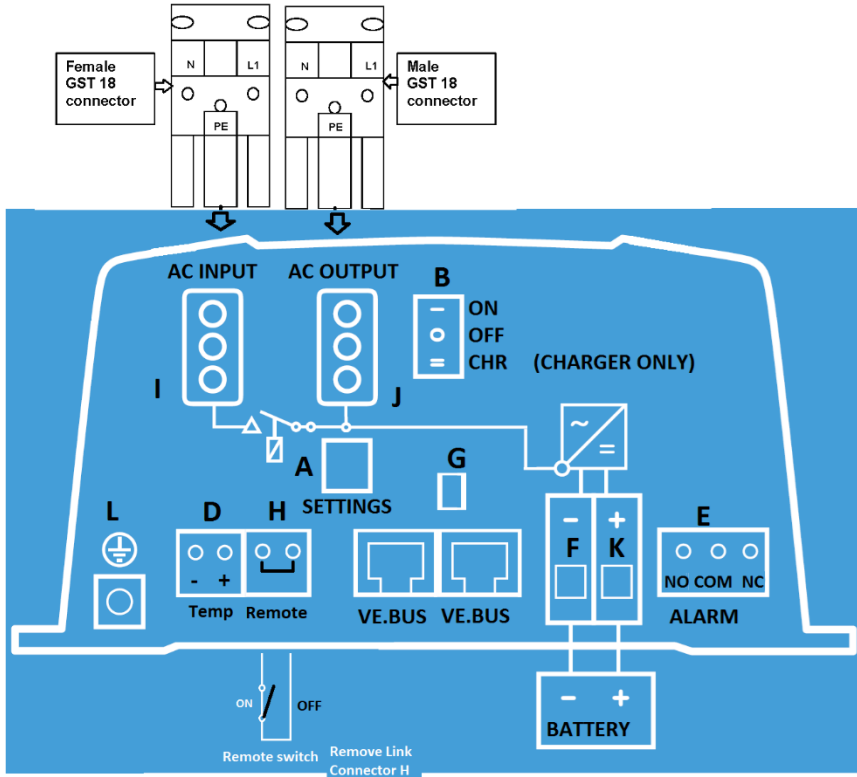 Female
GST 18
connector
N L1
PE
N L1
PE
Male
GST 18
connector
AC INPUT
AC OUTPUT
B
ON
OFF
CHR (CHARGER ONLY)
I
J
A
SETTINGS
G
~
=
L
D
- +
Temp
H
Remote
VE.BUS
VE.BUS
- +
F K
E
NO COM NC
ALARM
- +
BATTERY
ON OFF
Remote switch
Remove Link
Connector H